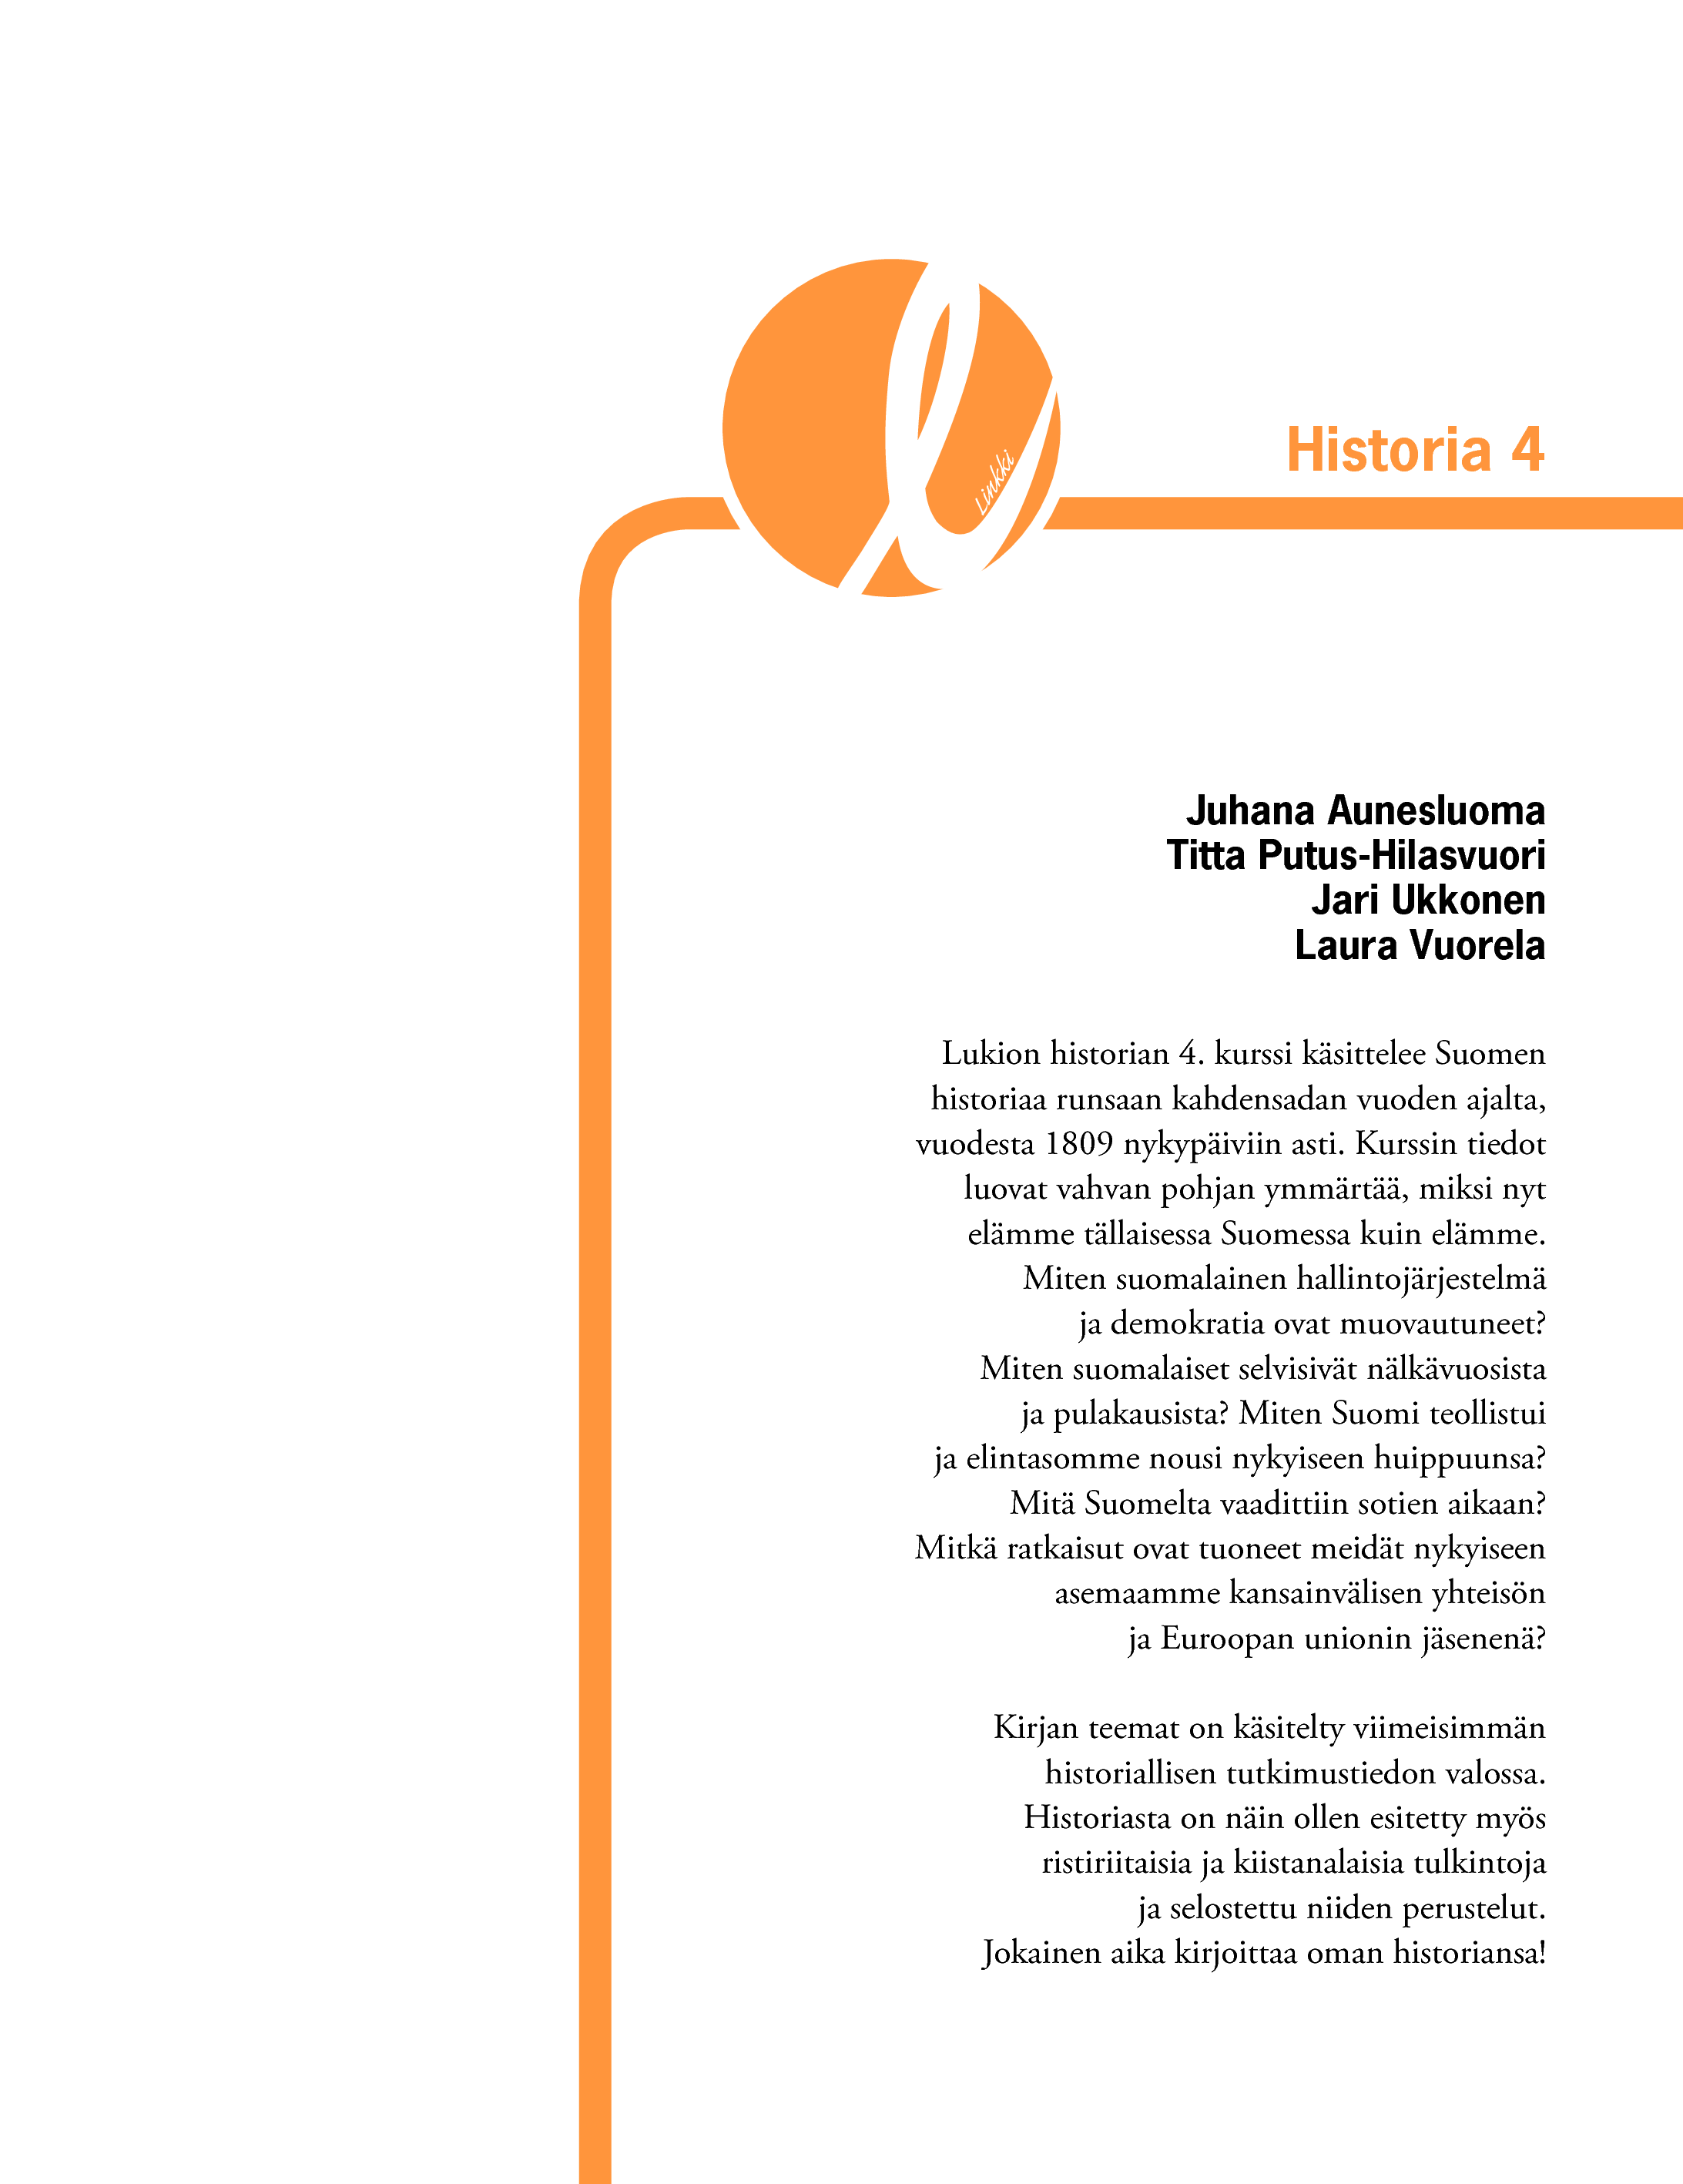 Linkki
Historia 4
Juhana Aunesluoma
Titta Putus-Hilasvuori
Jari Ukkonen
Laura Vuorela
Lukion historian 4. kurssi käsittelee Suomen
historiaa runsaan kahdensadan vuoden ajalta,
vuodesta 1809 nykypäiviin asti. Kurssin tiedot
luovat vahvan pohjan ymmärtää, miksi nyt
elämme tällaisessa Suomessa kuin elämme.
Miten suomalainen hallintojärjestelmä
ja demokratia ovat muovautuneet?
Miten suomalaiset selvisivät nälkävuosista
ja pulakausista? Miten Suomi teollistui
ja elintasomme nousi nykyiseen huippuunsa?
Mitä Suomelta vaadittiin sotien aikaan?
Mitkä ratkaisut ovat tuoneet meidät nykyiseen
asemaamme kansainvälisen yhteisön
ja Euroopan unionin jäsenenä?
Kirjan teemat on käsitelty viimeisimmän
historiallisen tutkimustiedon valossa.
Historiasta on näin ollen esitetty myös
ristiriitaisia ja kiistanalaisia tulkintoja
ja selostettu niiden perustelut.
Jokainen aika kirjoittaa oman historiansa!